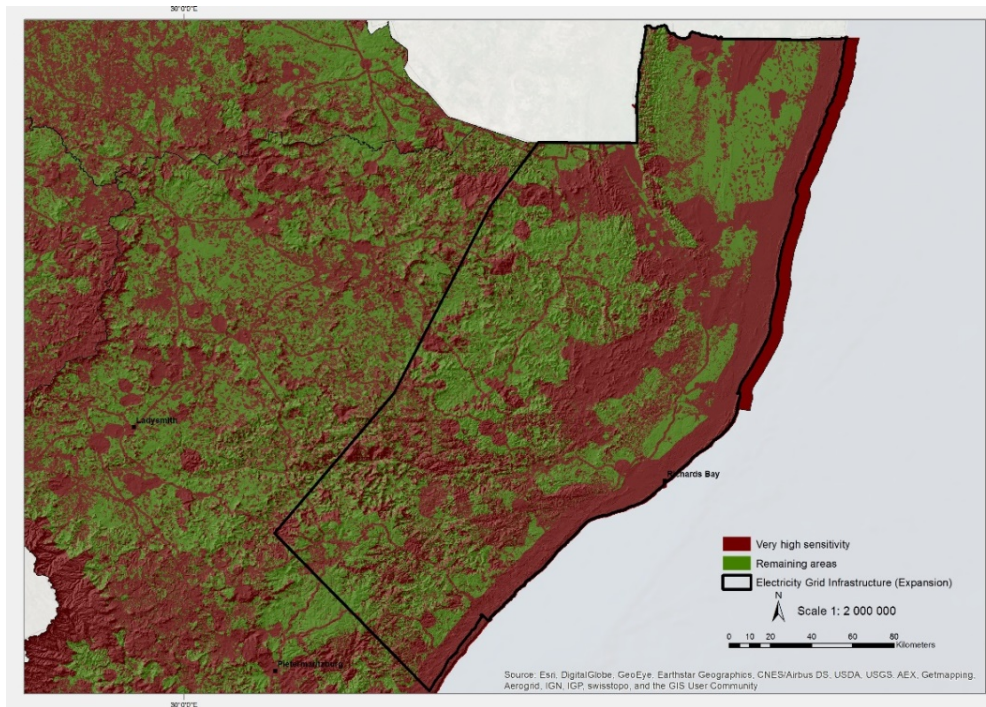 30°0'0"E
Ladysmith
Richards Bay
Very high sensitivity
Remaining areas
Electricity Grid Infrastructure (Expansion)
N
Scale 1: 2 000 000
0 10 20 40 60 80
Kilometers
Pietermaritzburg
Source: Esri, DigitalGlobe, GeoEye, Earthstar Geographics, CNES/Airbus DS, USDA, USGS, AEX, Getmapping,
Aerogrid, IGN, IGP, swisstopo, and the GIS User Community
30°0'0"E